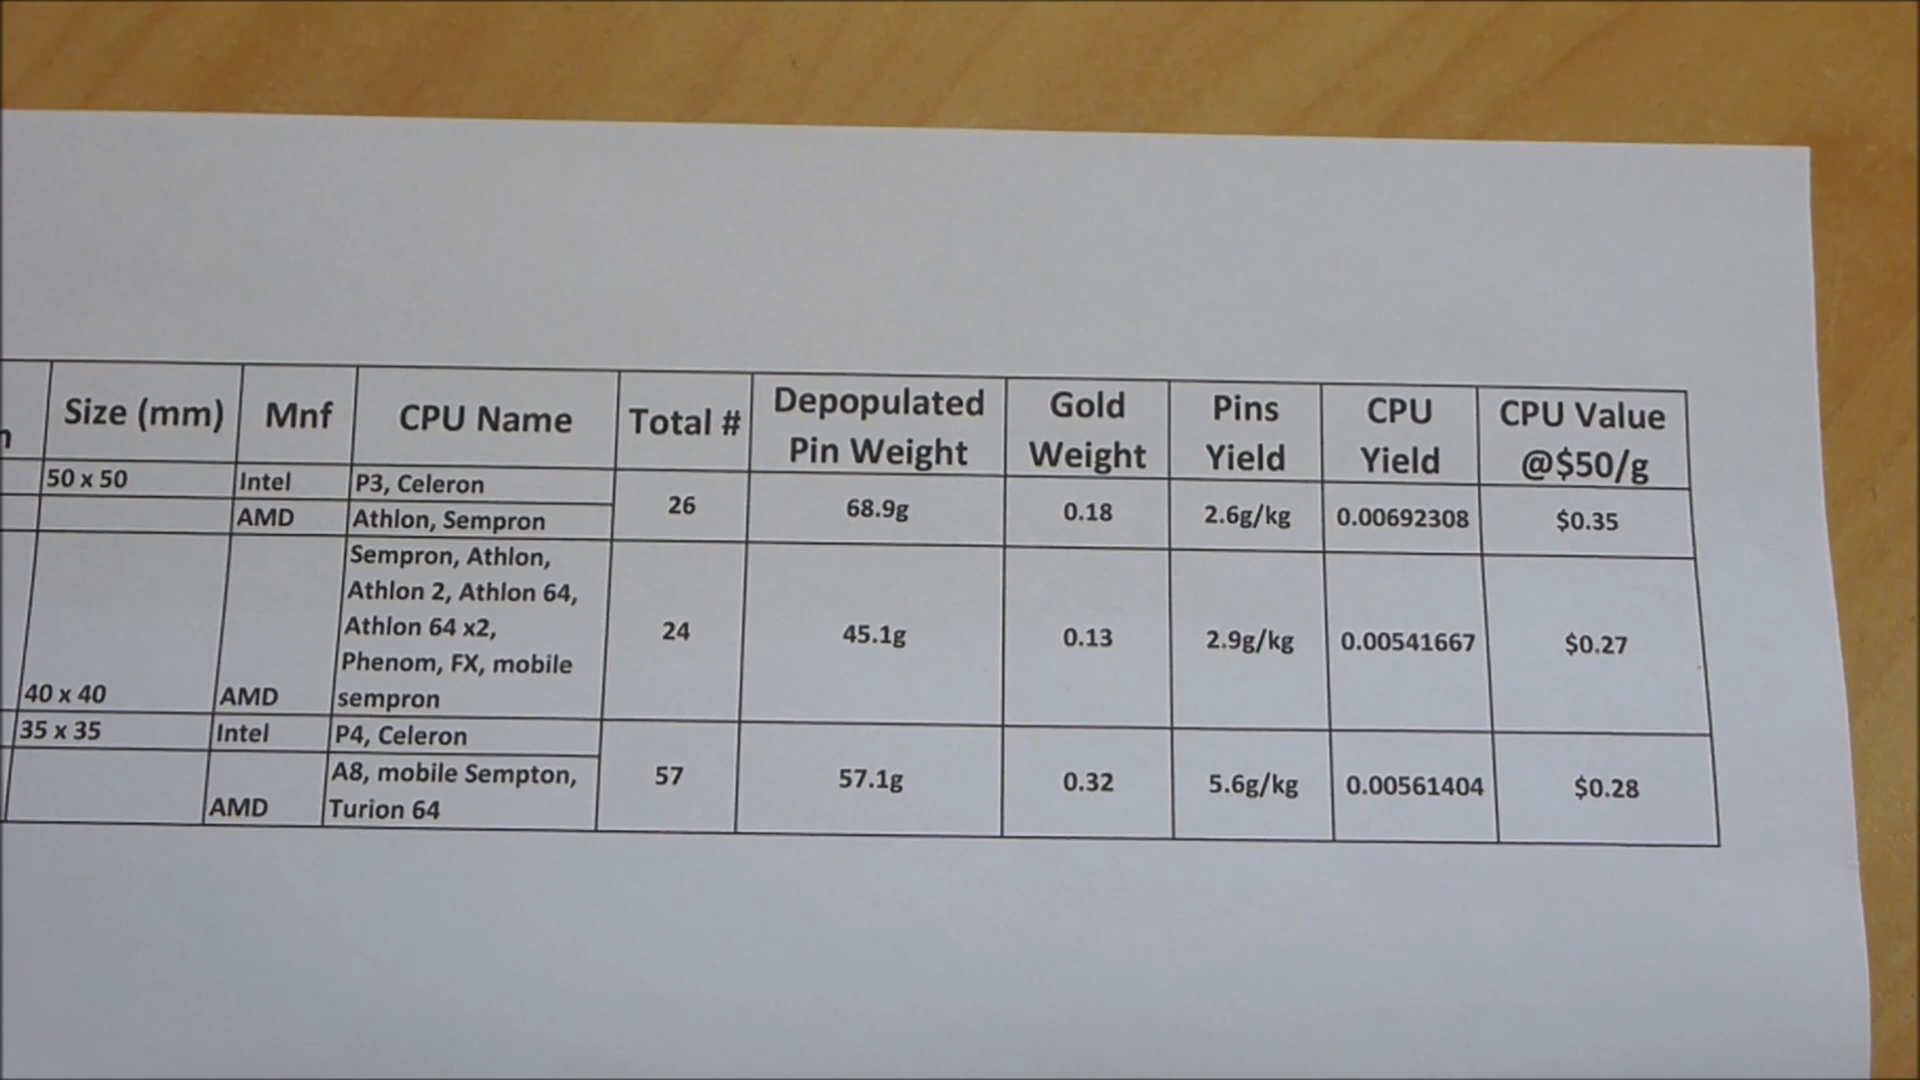 Size (mm) Mnf CPU Name Total # Depopulated Pin Weight Gold Weight Pins Yield CPU Yield CPU Value @$50/g
50 x 50 Intel P3, Celeron 26 68.9g 0.18 2.6g/kg 0.00692308 $0.35
AMD Athlon, Sempron
Sempron, Athlon,
Athlon 2, Athlon 64,
Athlon 64 x2,
Phenom, FX, mobile
40 x 40 AMD sempron 24 45.1g 0.13 2.9g/kg 0.00541667 $0.27
35 x 35 Intel P4, Celeron 57 57.1g 0.32 5.6g/kg 0.00561404 $0.28
A8, mobile Sempton,
AMD Turion 64